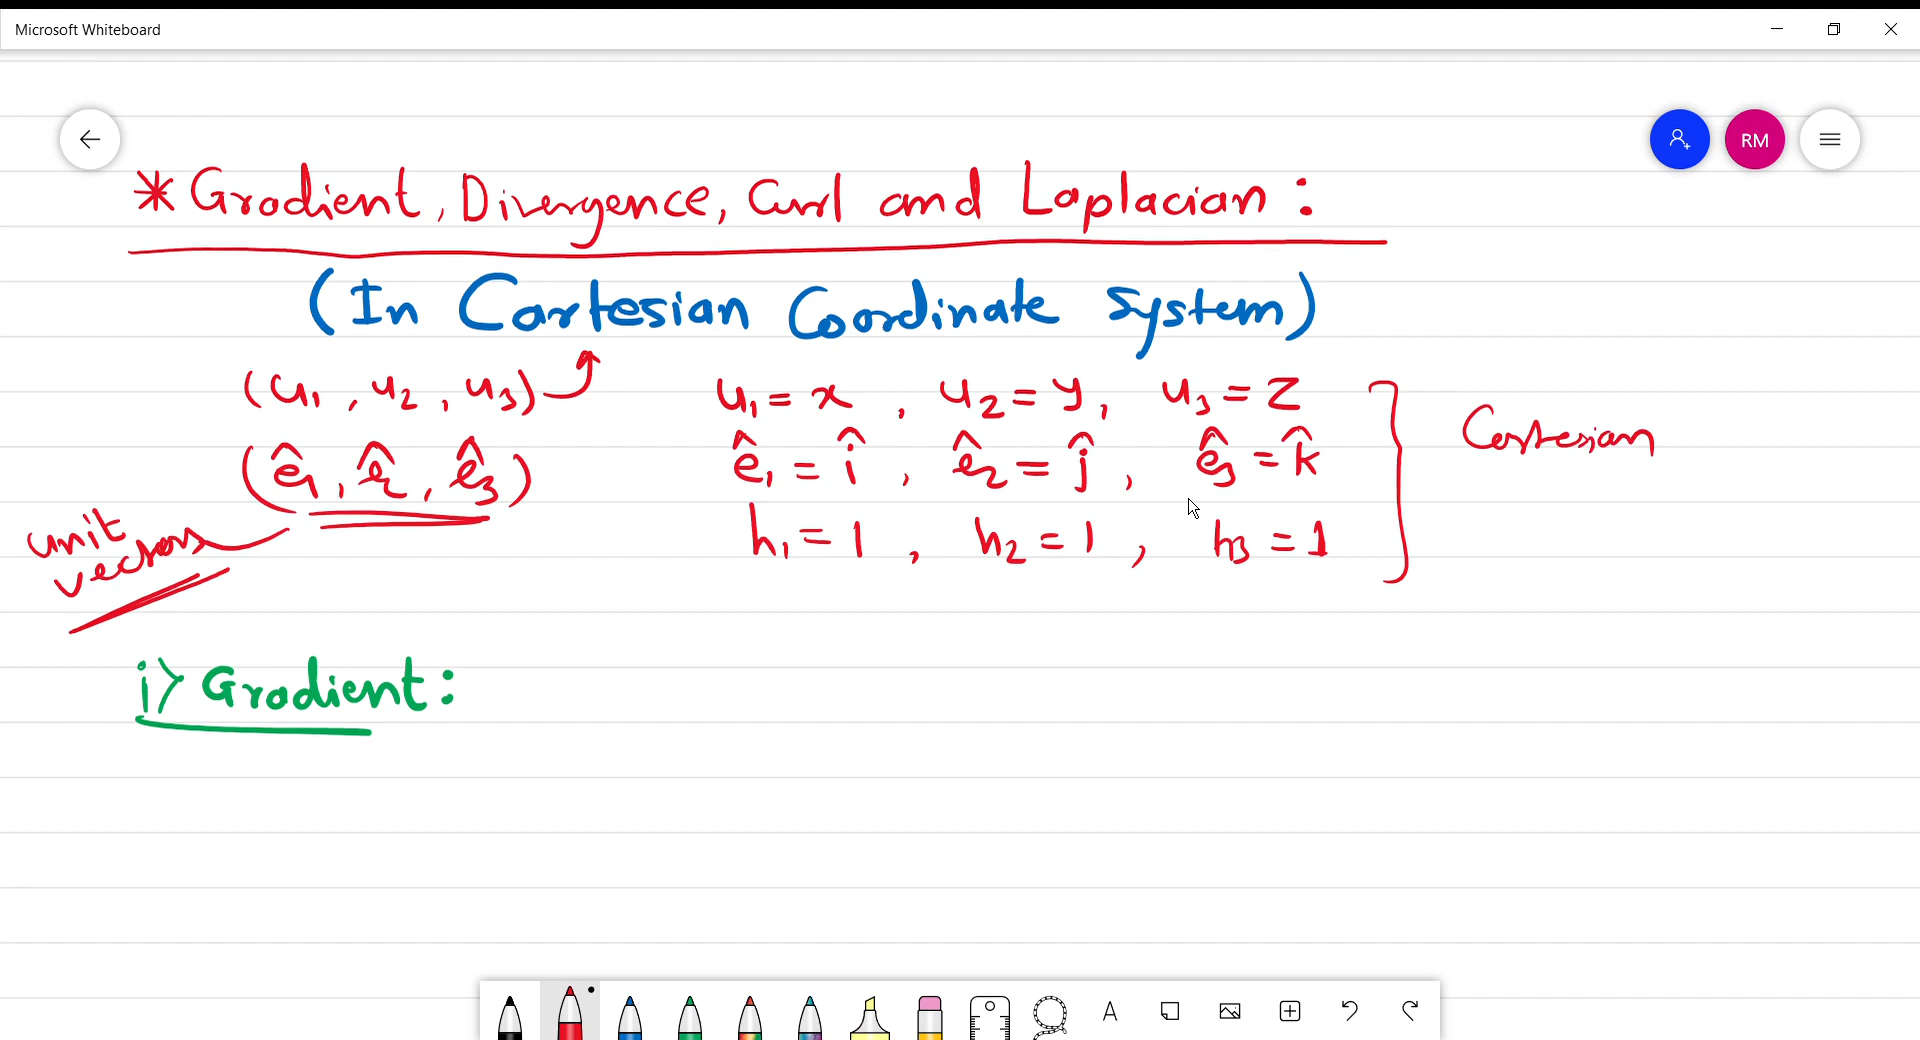 Microsoft Whiteboard
RM
* Gradient, Divergence, Curl and Laplacian :
(In Cartesian Coordinate System)
(u₁, u₂, u₃)
u₁ = x , u₂ = y, u₃ = z
Cartesian
(ê₁, ê₂, ê₃)
ê₁ = î , ê₂ = ĵ , ê₃ = k̂
unit vectors
h₁ = 1 , h₂ = 1 , h₃ = 1
i) Gradient :
A